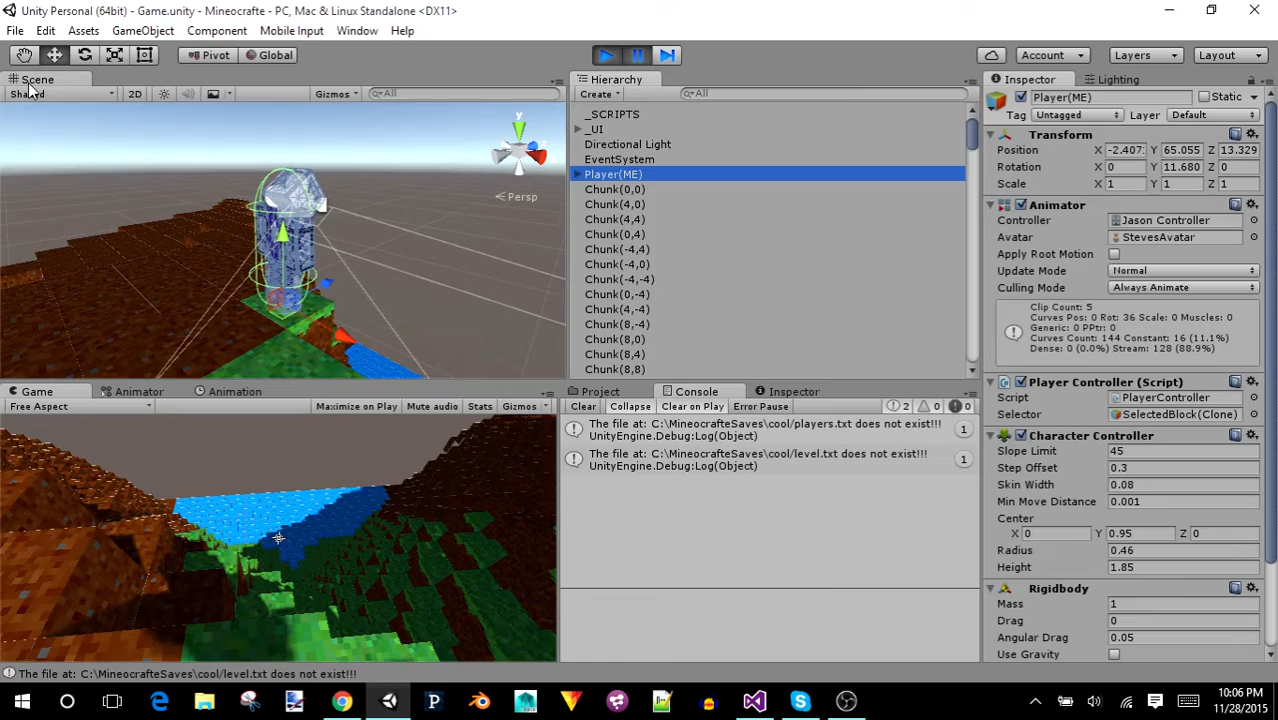 Unity Personal (64bit) - Game.unity - Mineocrafte - PC, Mac & Linux Standalone <DX11>
File Edit Assets GameObject Component Mobile Input Window Help
Pivot Global Account Layers Layout
Scene
Shaded 2D Gizmos All
y
Persp
Hierarchy
Create All
_SCRIPTS
_UI
Directional Light
EventSystem
Player(ME)
Chunk(0,0)
Chunk(4,0)
Chunk(4,4)
Chunk(0,4)
Chunk(-4,4)
Chunk(-4,0)
Chunk(-4,-4)
Chunk(0,-4)
Chunk(4,-4)
Chunk(8,-4)
Chunk(8,0)
Chunk(8,4)
Chunk(8,8)
Inspector Lighting
Player(ME) Static
Tag Untagged Layer Default
Transform
Position X -2.407 Y 65.055 Z 13.329
Rotation X 0 Y 11.680 Z 0
Scale X 1 Y 1 Z 1
Animator
Controller Jason Controller
Avatar StevesAvatar
Apply Root Motion
Update Mode Normal
Culling Mode Always Animate
Clip Count: 5
Curves Pos: 0 Rot: 36 Scale: 0 Muscles: 0
Generic: 0 PPtr: 0
Curves Count: 144 Constant: 16 (11.1%)
Dense: 0 (0.0%) Stream: 128 (88.9%)
Player Controller (Script)
Script PlayerController
Selector SelectedBlock(Clone)
Character Controller
Slope Limit 45
Step Offset 0.3
Skin Width 0.08
Min Move Distance 0.001
Center
X 0 Y 0.95 Z 0
Radius 0.46
Height 1.85
Rigidbody
Mass 1
Drag 0
Angular Drag 0.05
Use Gravity
Game Animator Animation
Free Aspect Maximize on Play Mute audio Stats Gizmos
Project Console Inspector
Clear Collapse Clear on Play Error Pause 2 0 0
The file at: C:\MineocrafteSaves\cool/players.txt does not exist!!! 1
UnityEngine.Debug:Log(Object)
The file at: C:\MineocrafteSaves\cool/level.txt does not exist!!! 1
UnityEngine.Debug:Log(Object)
The file at: C:\MineocrafteSaves\cool/level.txt does not exist!!!
10:06 PM
11/28/2015